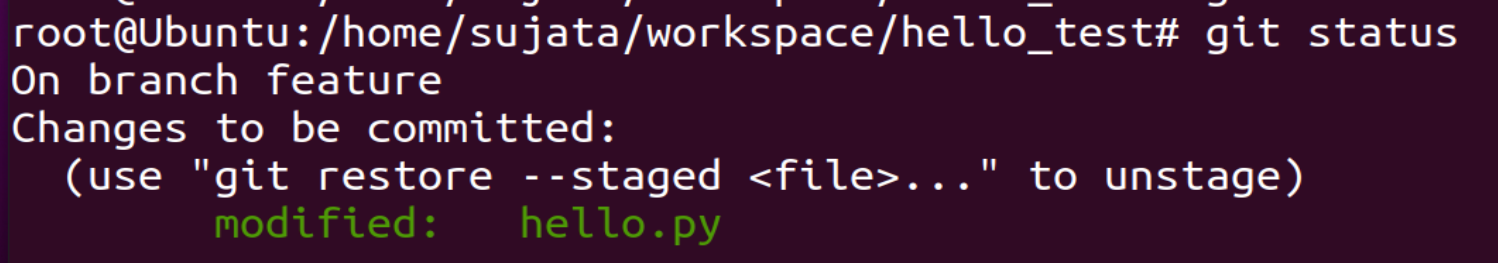 root@Ubuntu:/home/sujata/workspace/hello_test# git status
On branch feature
Changes to be committed:
  (use "git restore --staged <file>..." to unstage)
        modified:   hello.py